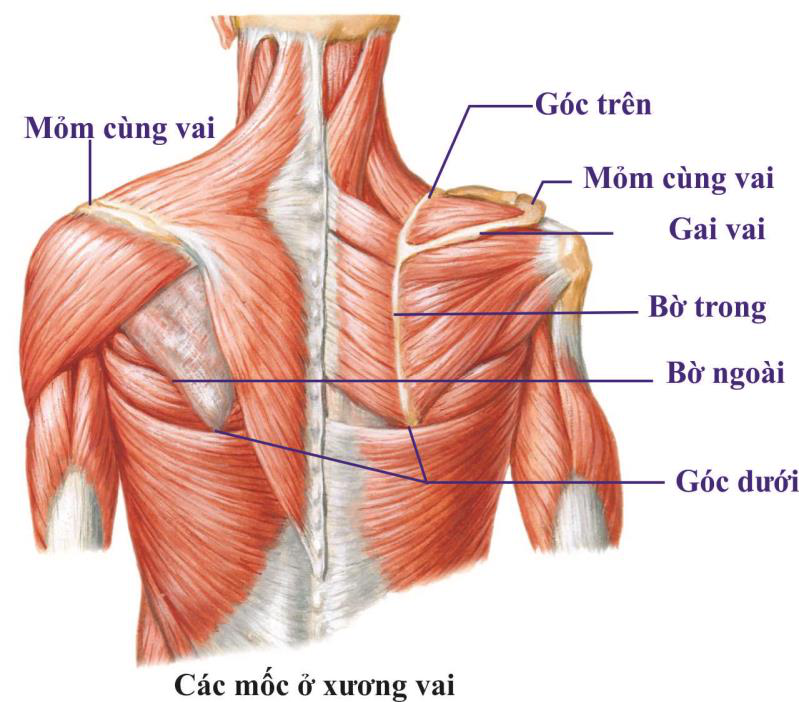 Góc trên
Mỏm cùng vai
Mỏm cùng vai
Gai vai
Bờ trong
Bờ ngoài
Góc dưới
Các mốc ở xương vai